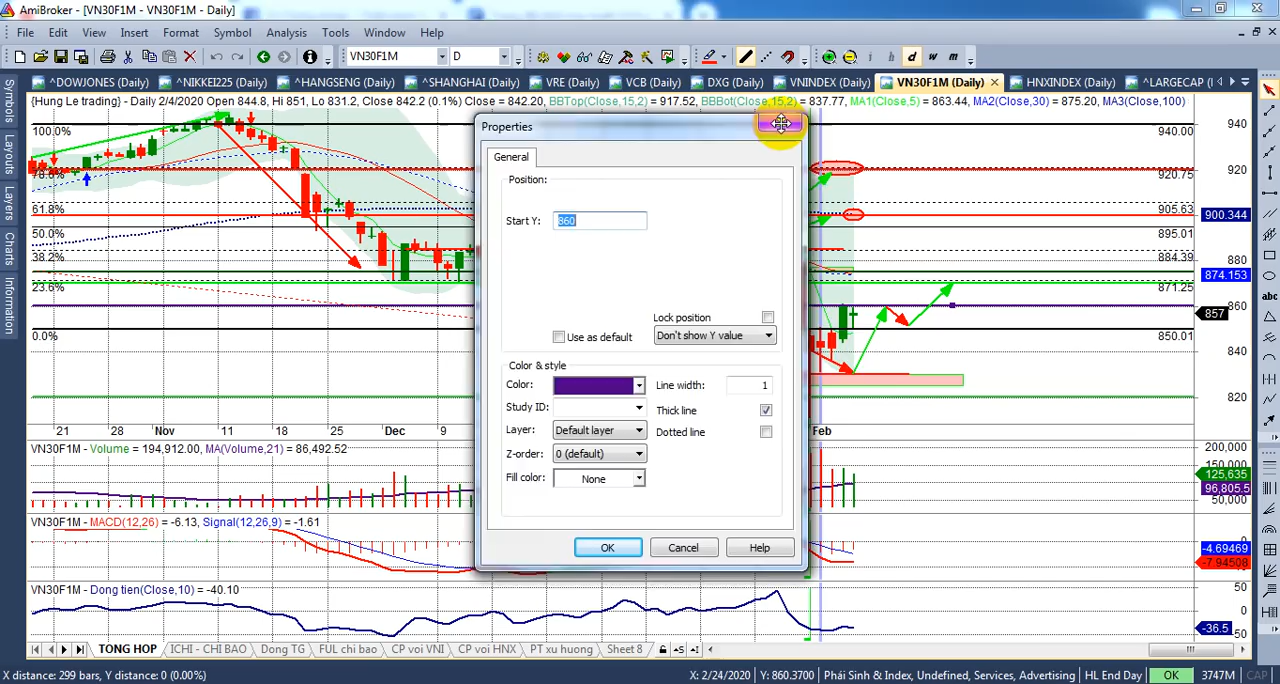 AmiBroker - [VN30F1M - VN30F1M - Daily]
File Edit View Insert Format Symbol Analysis Tools Window Help
VN30F1M D i h d w m
^DOWJONES (Daily) ^NIKKEI225 (Daily) ^HANGSENG (Daily) ^SHANGHAI (Daily) VRE (Daily) VCB (Daily) DXG (Daily) VNINDEX (Daily) VN30F1M (Daily) HNXINDEX (Daily) ^LARGECAP (
{Hung Le trading} - Daily 2/4/2020 Open 844.8, Hi 851, Lo 831.2, Close 842.2 (0.1%) Close = 842.20, BBTop(Close,15,2) = 917.52, BBBot(Close,15,2) = 837.77, MA1(Close,5) = 863.44, MA2(Close,30) = 875.20, MA3(Close,100)
Symbols
Layouts
Layers
Charts
Information
100.0%
78.6%
61.8%
50.0%
38.2%
23.6%
0.0%
940.00
920.75
905.63
895.01
884.39
871.25
850.01
940
920
900.344
880
874.153
860
857
840
820
Properties
General
Position:
Start Y: 860
Lock position
Use as default Don't show Y value
Color & style
Color: Line width: 1
Study ID: Thick line
Layer: Default layer Dotted line
Z-order: 0 (default)
Fill color: None
OK Cancel Help
21 28 Nov 11 18 25 Dec 9 Feb
VN30F1M - Volume = 194,912.00, MA(Volume,21) = 86,492.52
200,000
125,635
96,805.5
50,000
VN30F1M - MACD(12,26) = -6.13, Signal(12,26,9) = -1.61
0
-4.69469
-7.94508
VN30F1M - Dong tien(Close,10) = -40.10
50
0
-36.5
50
TONG HOP ICHI - CHI BAO Dong TG FUL chi bao CP voi VNI CP voi HNX PT xu huong Sheet 8
X distance: 299 bars, Y distance: 0 (0.00%) X: 2/24/2020 Y: 860.3700 Phái Sinh & Index, Undefined, Services, Advertising HL End Day OK 3747M CAP